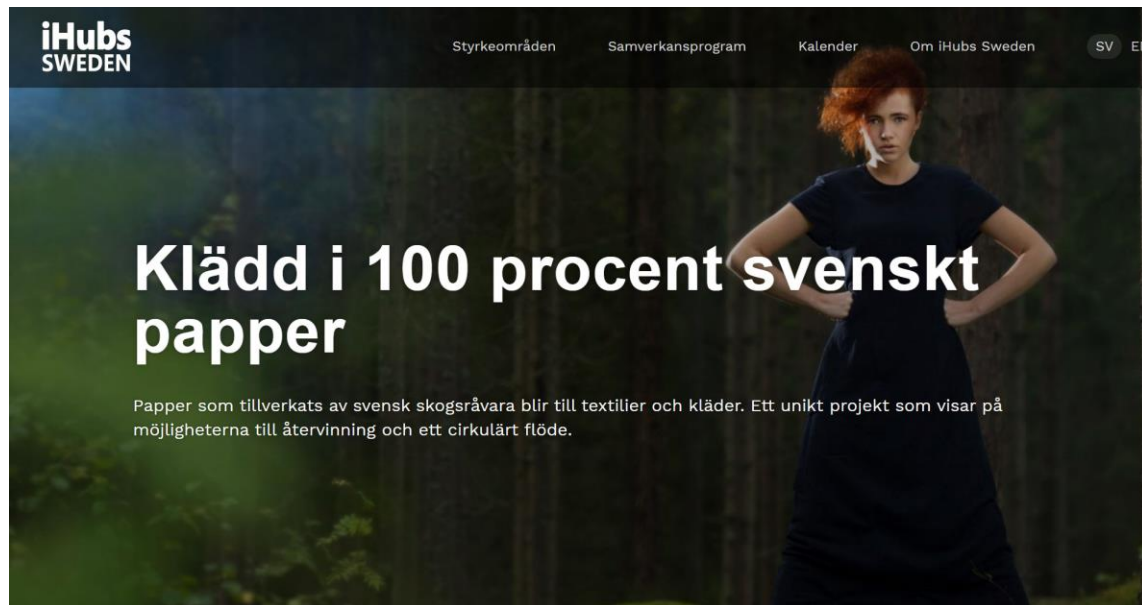 iHubs
SWEDEN
Styrkeområden Samverkansprogram Kalender Om iHubs Sweden SV
Klädd i 100 procent svenskt
papper
Papper som tillverkats av svensk skogsråvara blir till textilier och kläder. Ett unikt projekt som visar på
möjligheterna till återvinning och ett cirkulärt flöde.